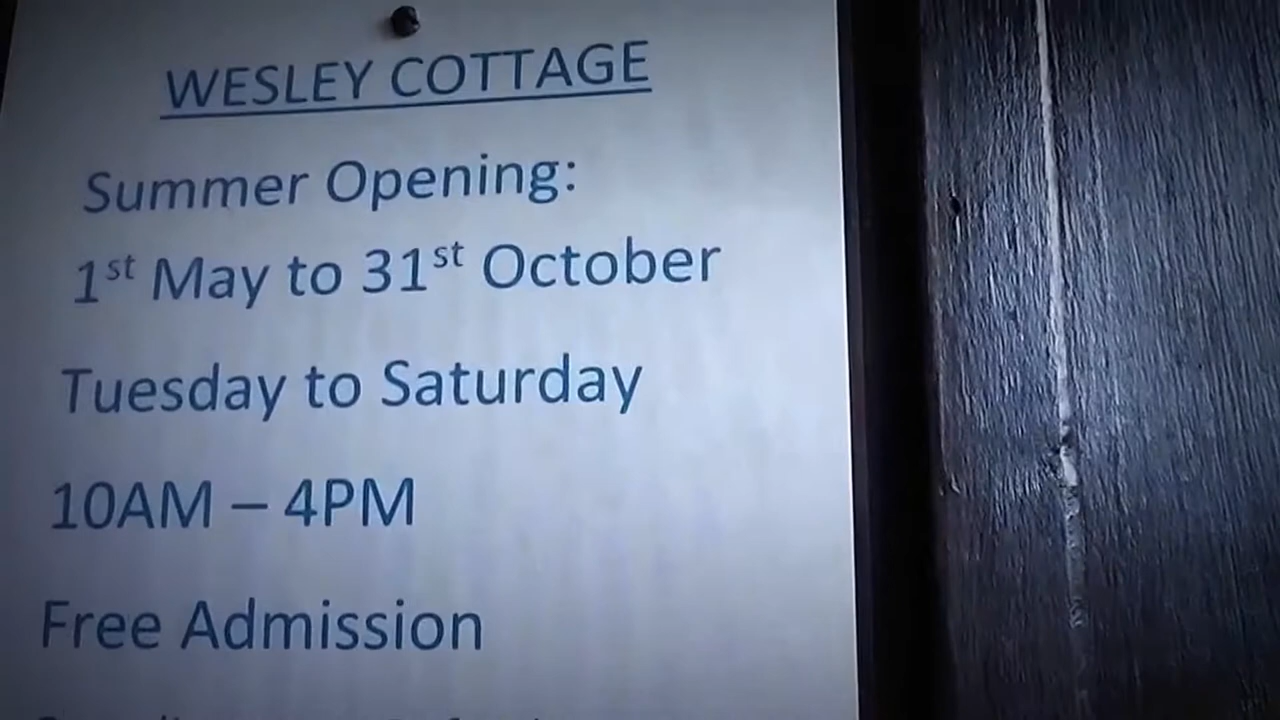 WESLEY COTTAGE
Summer Opening:
1st May to 31st October
Tuesday to Saturday
10AM – 4PM
Free Admission